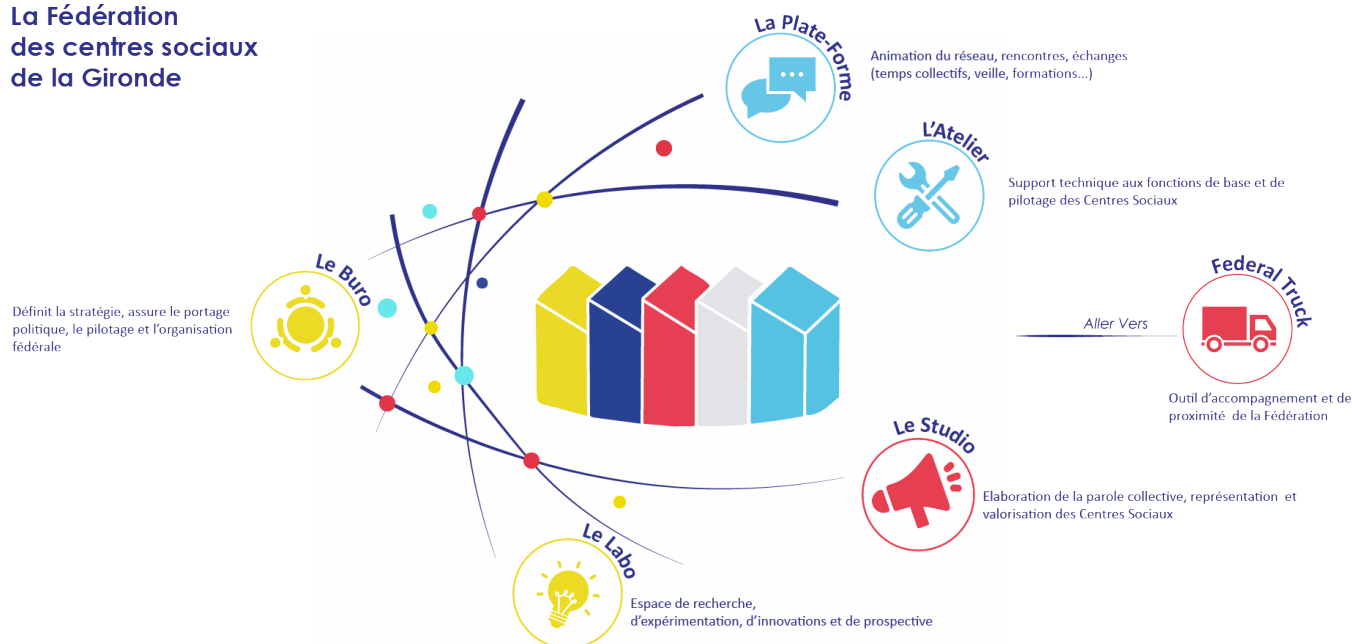 La Fédération
des centres sociaux
de la Gironde
La Plate-Forme
Animation du réseau, rencontres, échanges
(temps collectifs, veille, formations...)
L'Atelier
Support technique aux fonctions de base et de
pilotage des Centres Sociaux
Le Buro
Définit la stratégie, assure le portage
politique, le pilotage et l'organisation
fédérale
Federal Truck
Aller Vers
Outil d'accompagnement et de
proximité de la Fédération
Le Studio
Elaboration de la parole collective, représentation et
valorisation des Centres Sociaux
Le Labo
Espace de recherche,
d'expérimentation, d'innovations et de prospective